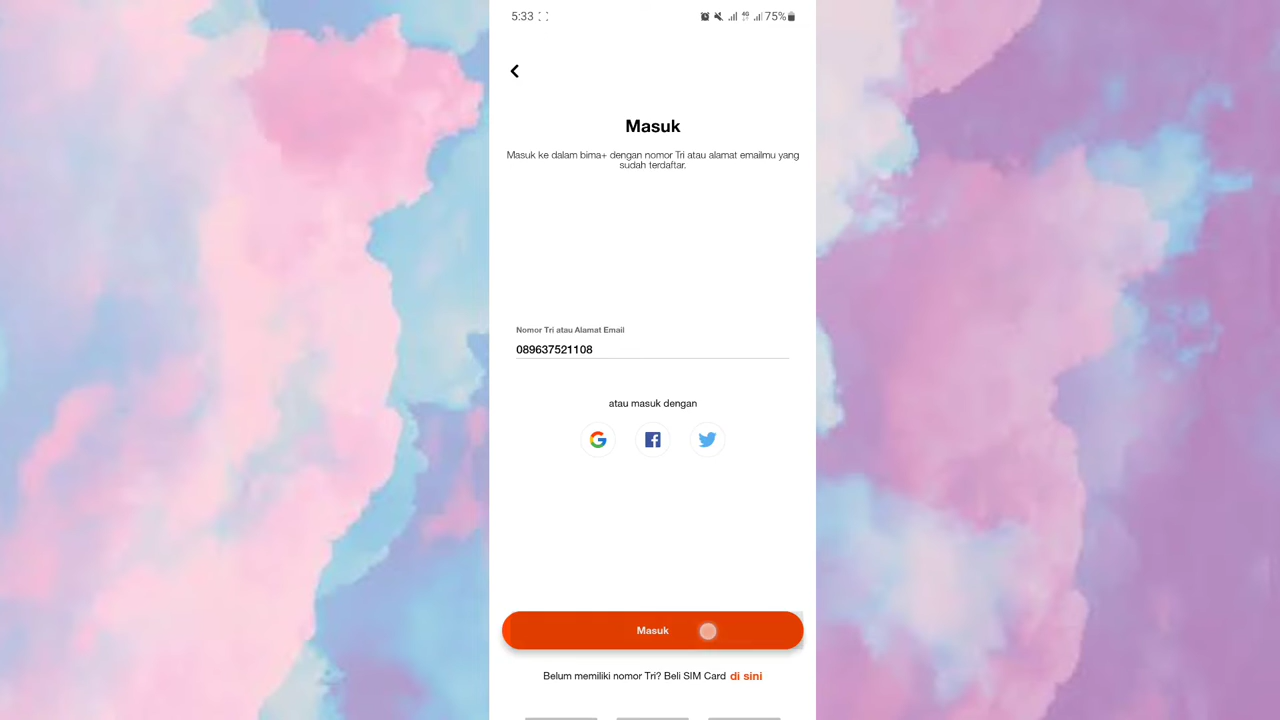 5:33
4G
75%
Masuk
Masuk ke dalam bima+ dengan nomor Tri atau alamat emailmu yang
sudah terdaftar.
Nomor Tri atau Alamat Email
089637521108
atau masuk dengan
Masuk
Belum memiliki nomor Tri? Beli SIM Card di sini